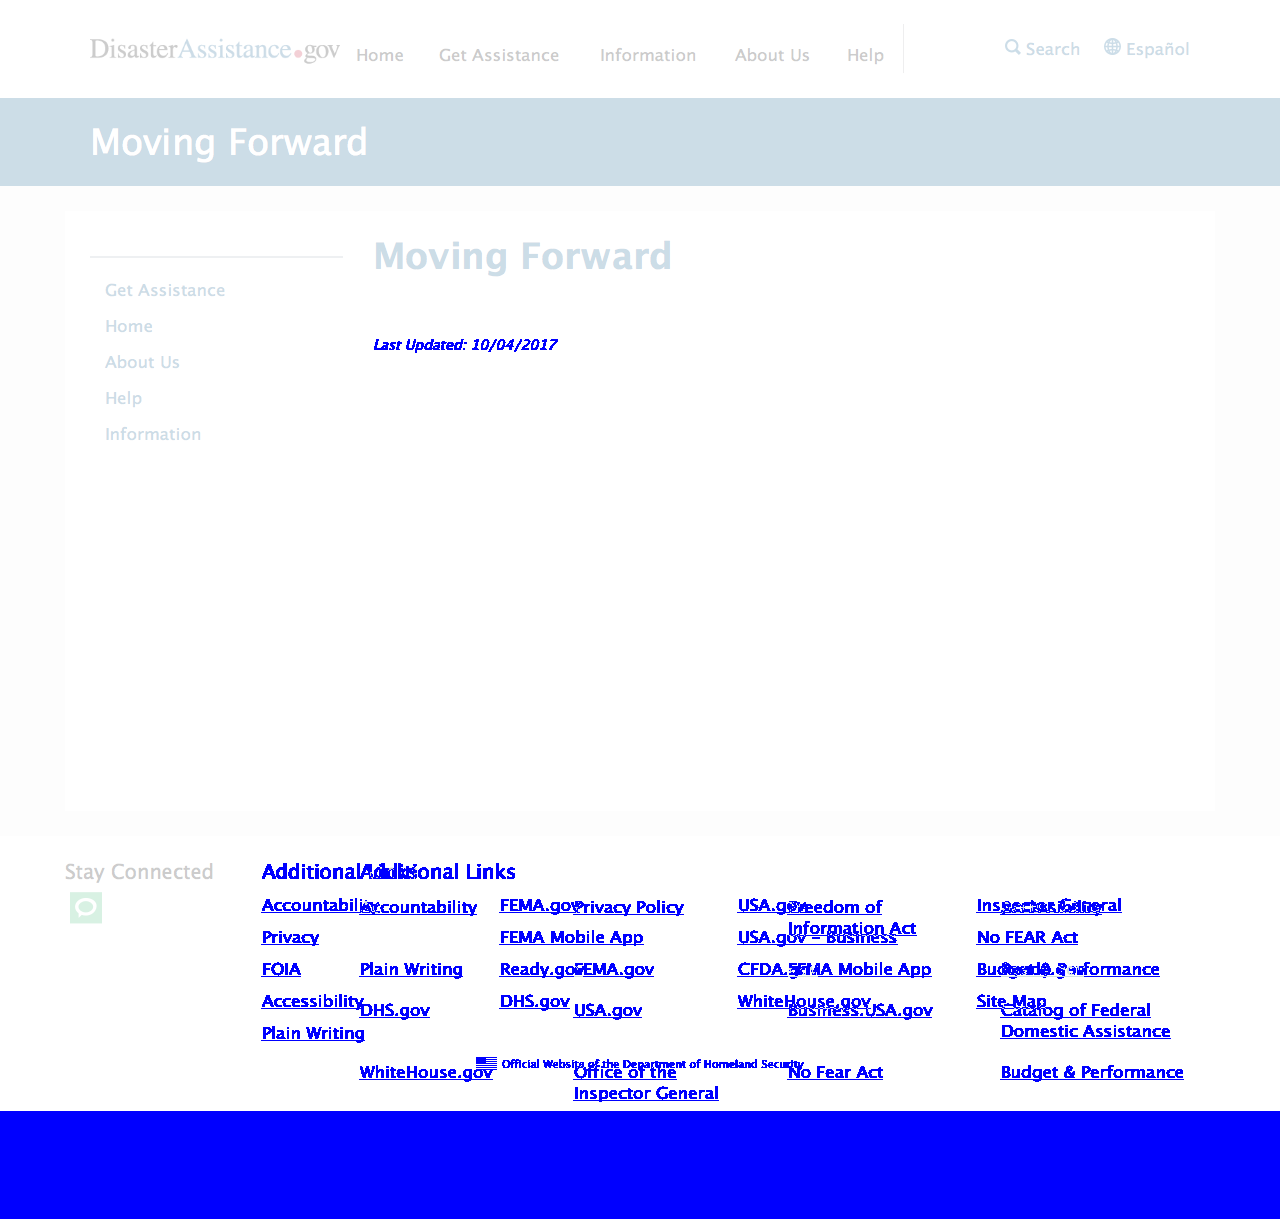 DisasterAssistance.gov Home Get Assistance Information About Us Help Search Español
Moving Forward
Moving Forward
Get Assistance
Home
About Us
Help
Information
Last Updated: 10/04/2017
Stay Connected
Additional Links
Additional Links
Accountability FEMA.gov USA.gov Inspector General
Accountability Privacy Policy Freedom of Information Act
Privacy FEMA Mobile App USA.gov - Business No FEAR Act
FOIA Ready.gov CFDA.gov Budget & Performance
Plain Writing FEMA.gov FEMA Mobile App
Accessibility DHS.gov WhiteHouse.gov Site Map
DHS.gov USA.gov Business.USA.gov Catalog of Federal Domestic Assistance
Plain Writing
Official Website of the Department of Homeland Security
WhiteHouse.gov Office of the Inspector General No Fear Act Budget & Performance